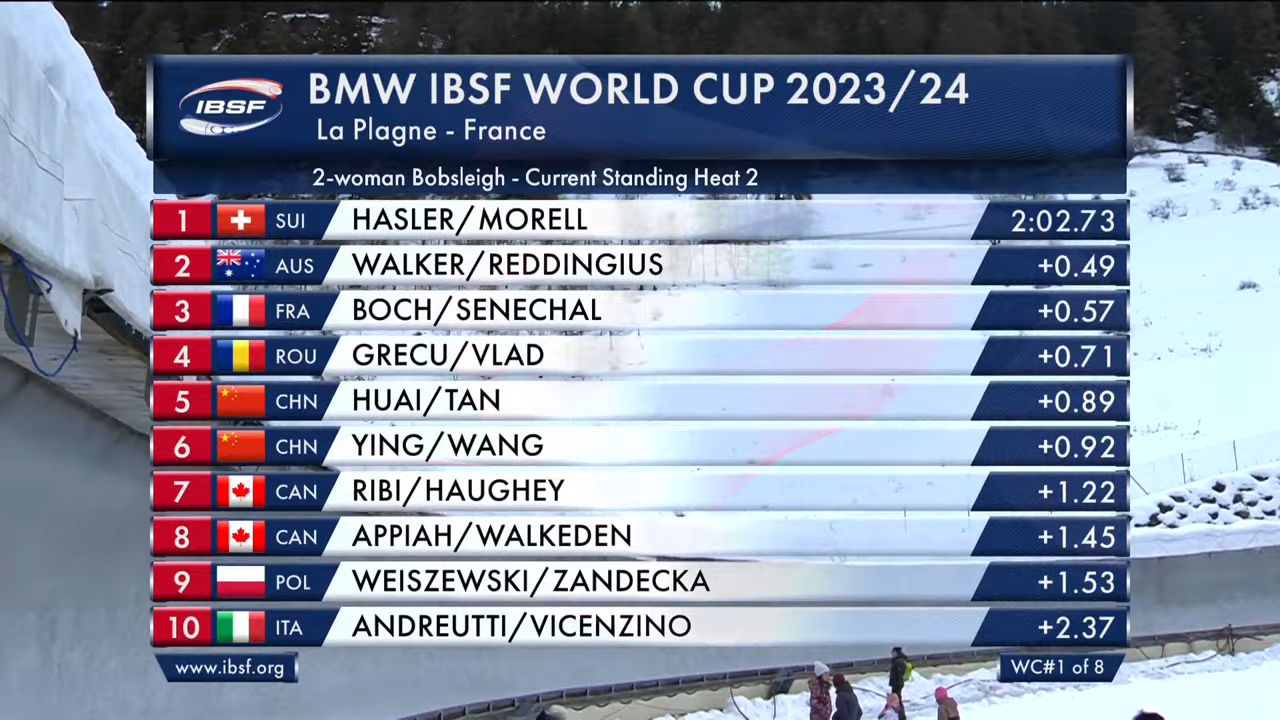 IBSF
BMW IBSF WORLD CUP 2023/24
La Plagne - France
2-woman Bobsleigh - Current Standing Heat 2
1 SUI HASLER/MORELL 2:02.73
2 AUS WALKER/REDDINGIUS +0.49
3 FRA BOCH/SENECHAL +0.57
4 ROU GRECU/VLAD +0.71
5 CHN HUAI/TAN +0.89
6 CHN YING/WANG +0.92
7 CAN RIBI/HAUGHEY +1.22
8 CAN APPIAH/WALKEDEN +1.45
9 POL WEISZEWSKI/ZANDECKA +1.53
10 ITA ANDREUTTI/VICENZINO +2.37
www.ibsf.org WC#1 of 8